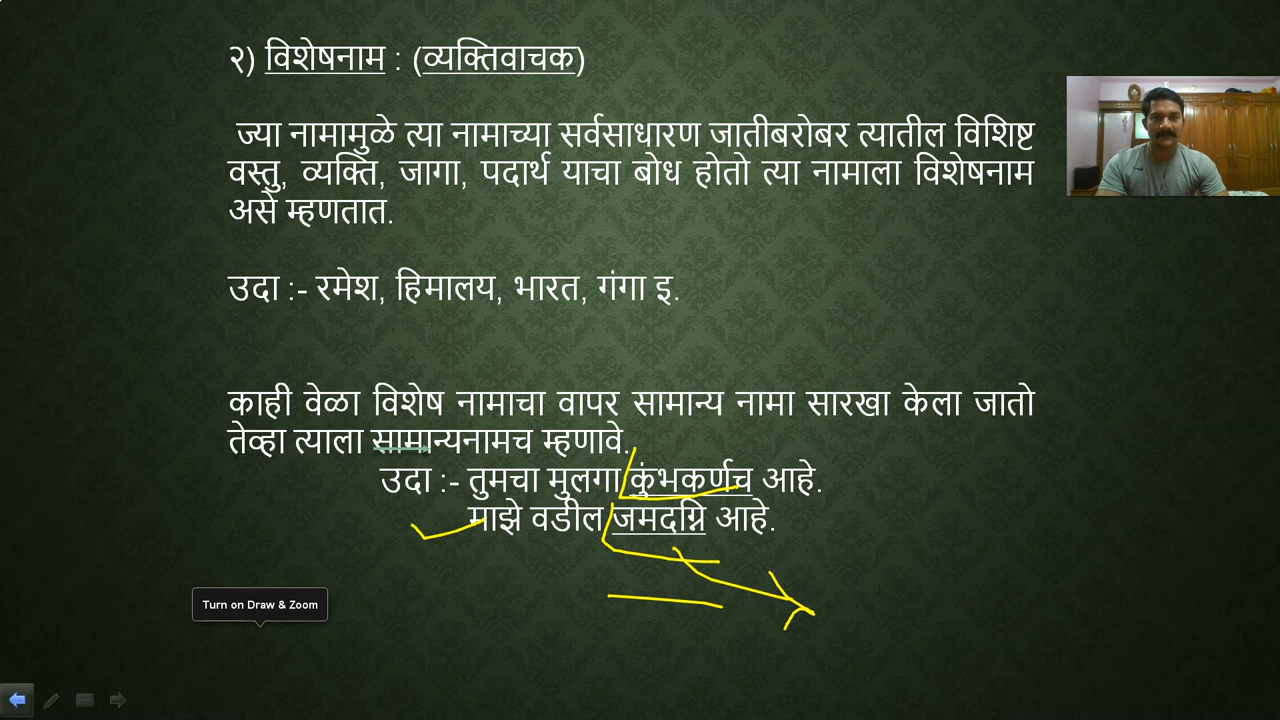 २) विशेषनाम : (व्यक्तिवाचक)
ज्या नामामुळे त्या नामाच्या सर्वसाधारण जातीबरोबर त्यातील विशिष्ट
वस्तु, व्यक्ति, जागा, पदार्थ याचा बोध होतो त्या नामाला विशेषनाम
असे म्हणतात.
उदा :- रमेश, हिमालय, भारत, गंगा इ.
काही वेळा विशेष नामाचा वापर सामान्य नामा सारखा केला जातो
तेव्हा त्याला सामान्यनामच म्हणावे.
उदा :- तुमचा मुलगा कुंभकर्णच आहे.
माझे वडील जमदग्नि आहे.
Turn on Draw & Zoom